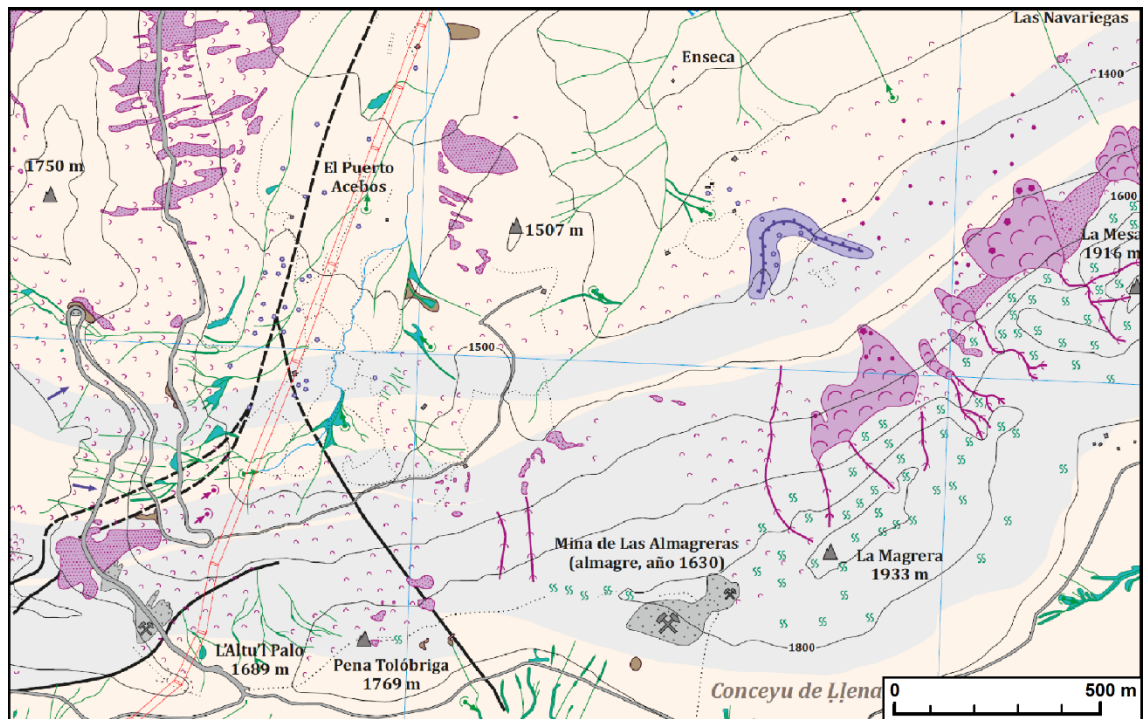 Las Navariegas
Enseca
1400
1750 m
El Puerto
Acebos
1600
La Mesa
1916 m
1507 m
1500
Mina de Las Almagreras
(almagre, año 1630)
La Magrera
1933 m
L'Altu'l Palo
1689 m
Pena Tolóbriga
1769 m
1800
Conceyu de Ḷḷena
0 500 m